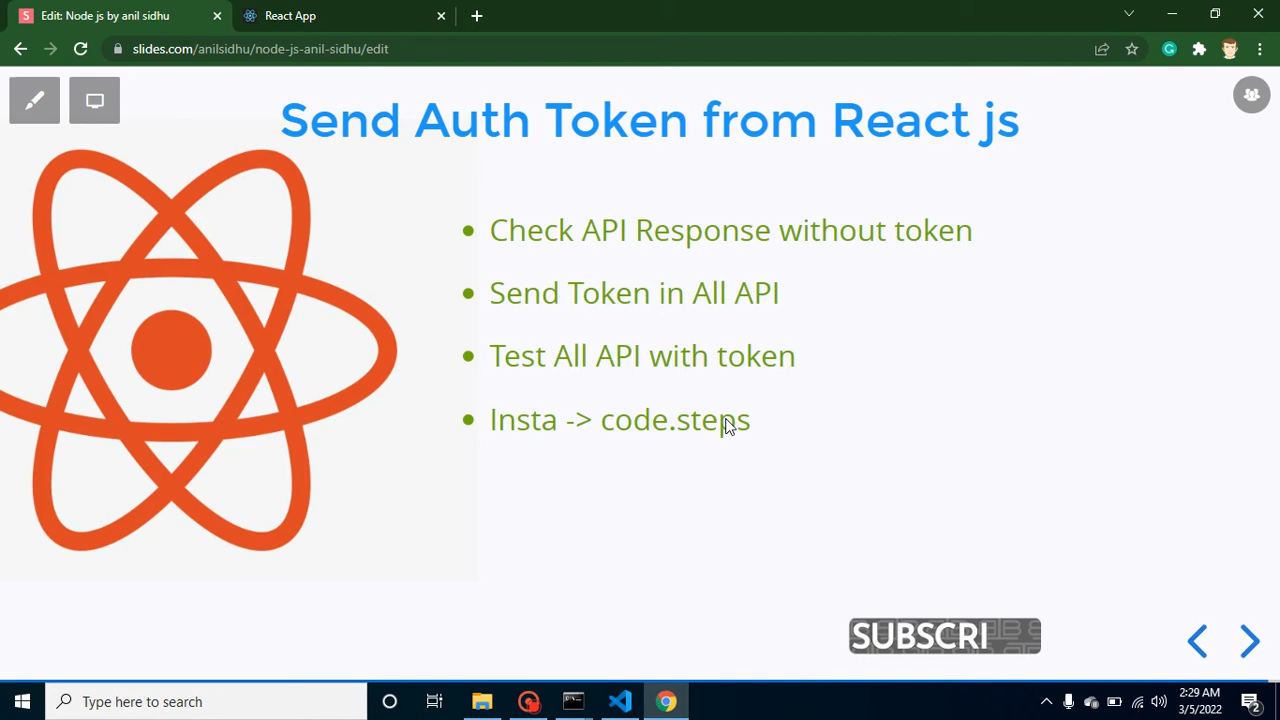 Edit: Node js by anil sidhu
React App
slides.com/anilsidhu/node-js-anil-sidhu/edit
Send Auth Token from React js
Check API Response without token
Send Token in All API
Test All API with token
Insta -> code.steps
SUBSCRI
Type here to search
2:29 AM
3/5/2022
2